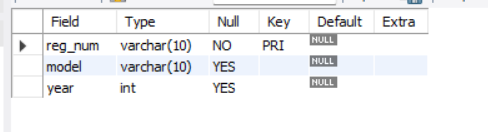 Field Type Null Key Default Extra
reg_num varchar(10) NO PRI NULL
model varchar(10) YES NULL
year int YES NULL